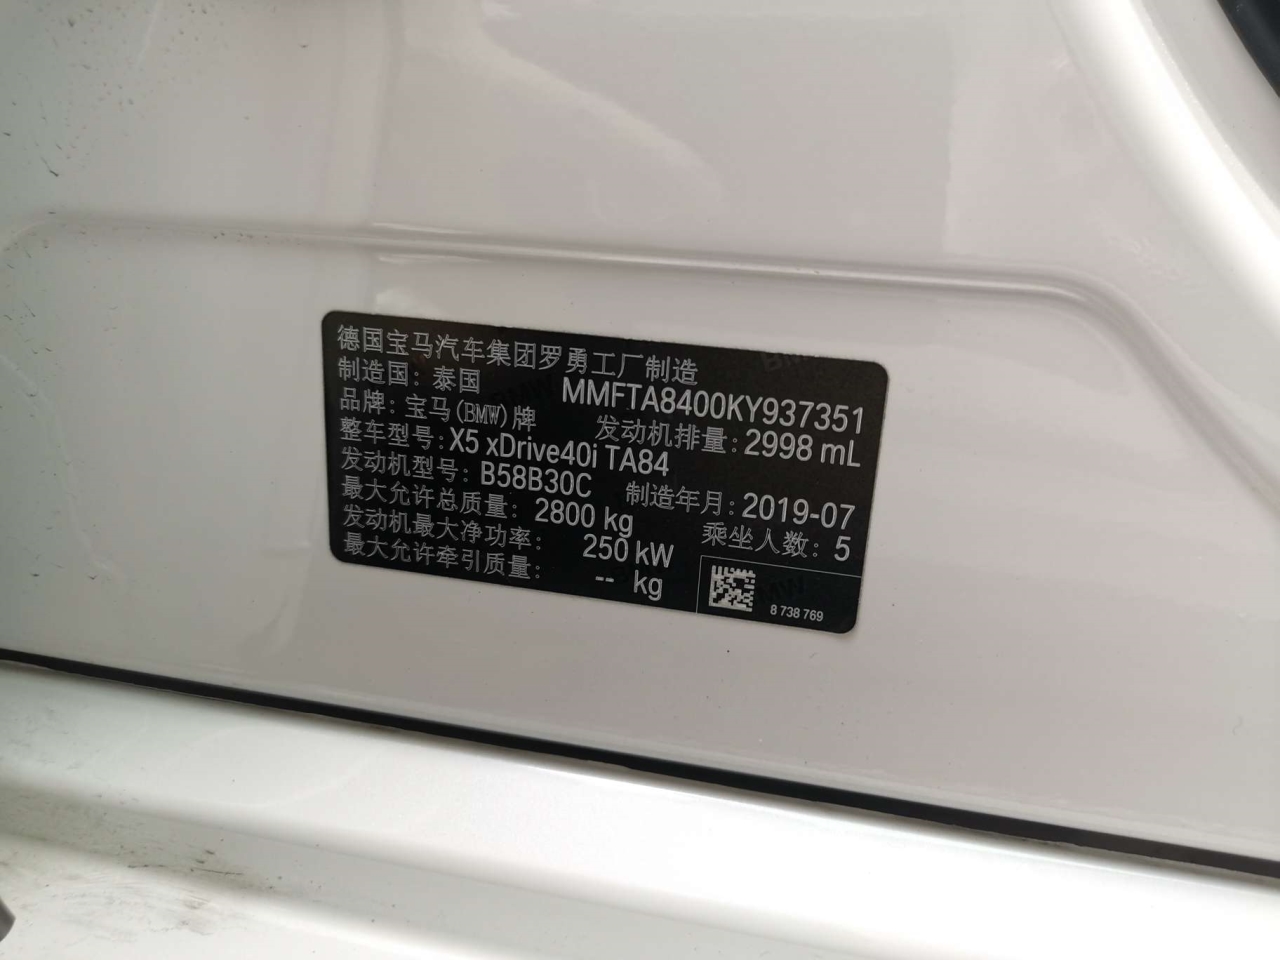 德国宝马汽车集团罗勇工厂制造
制造国: 泰国 MMFTA8400KY937351
品牌: 宝马(BMW)牌 发动机排量: 2998 mL
整车型号: X5 xDrive40i TA84
发动机型号: B58B30C 制造年月: 2019-07
最大允许总质量: 2800 kg 乘坐人数: 5
发动机最大净功率: 250 kW
最大允许牵引质量: -- kg
8 738 769